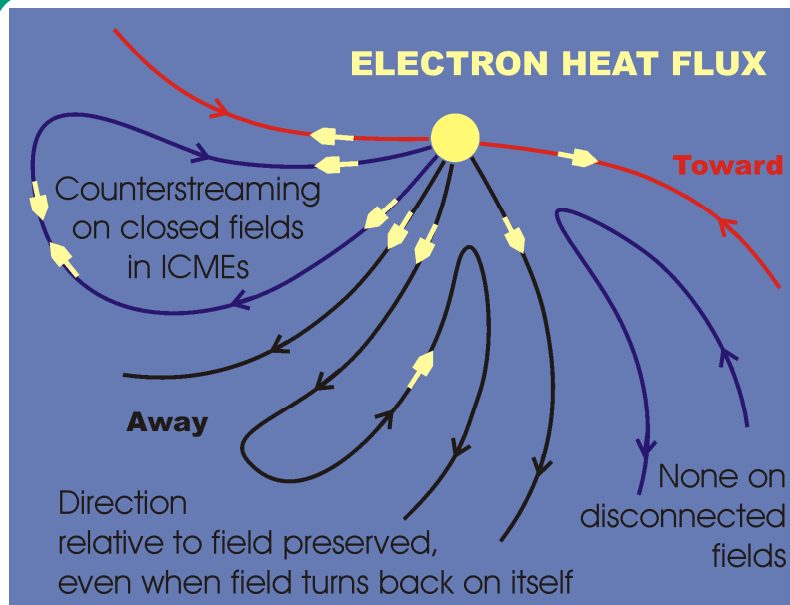 ELECTRON HEAT FLUX
Toward
Counterstreaming
on closed fields
in ICMEs
Away
None on
disconnected
fields
Direction
relative to field preserved,
even when field turns back on itself